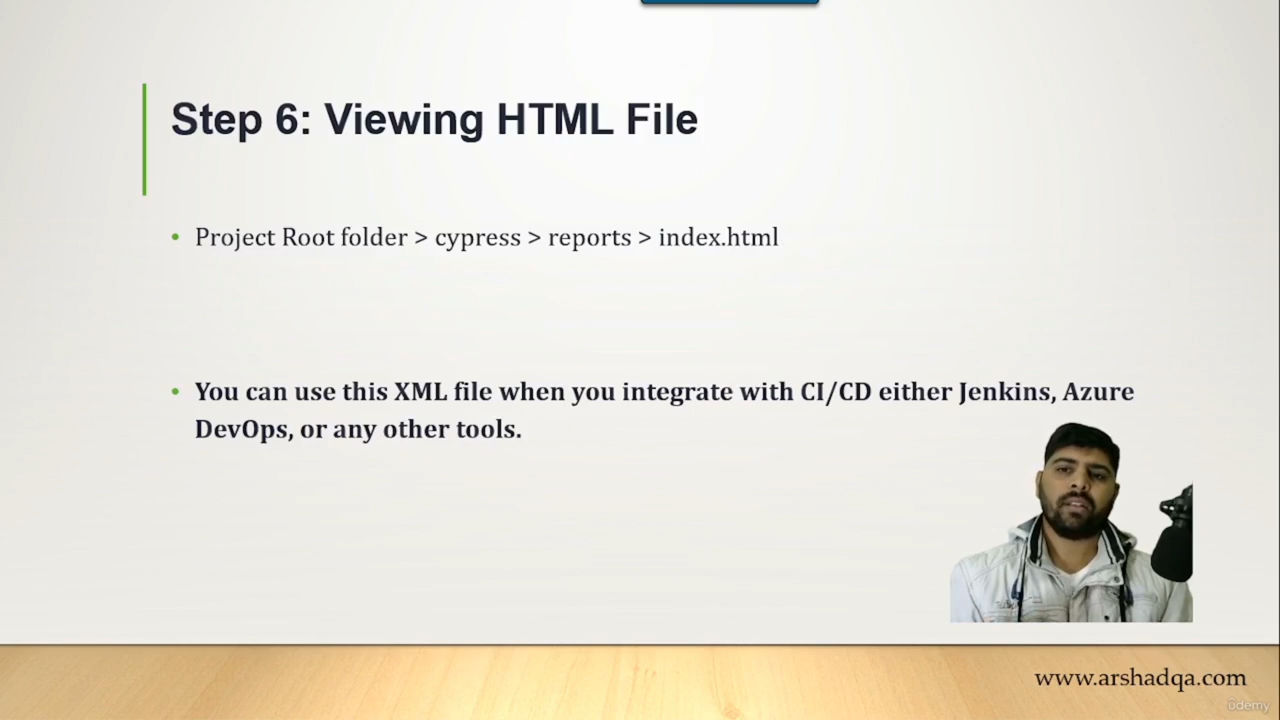 Step 6: Viewing HTML File
• Project Root folder > cypress > reports > index.html
• You can use this XML file when you integrate with CI/CD either Jenkins, Azure
DevOps, or any other tools.
www.arshadqa.com
ûdemy